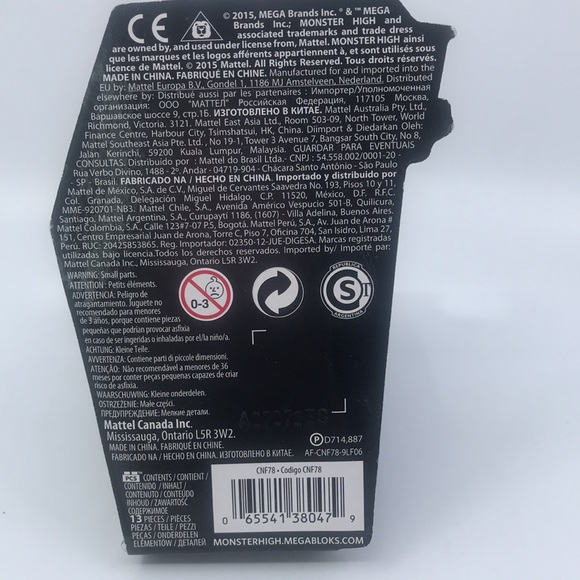 CE © 2015, MEGA Brands Inc. ® & ™ MEGA
Brands Inc.; MONSTER HIGH and
associated trademarks and trade dress
are owned by, and used under license from, Mattel. MONSTER HIGH ainsi
que les marques et les logos afférents appartiennent à, et sont utilisés sous
licence de Mattel. © 2015 Mattel. All Rights Reserved. Tous droits réservés.
MADE IN CHINA. FABRIQUÉ EN CHINE. Manufactured for and imported into the
EU by: Mattel Europa B.V., Gondel 1, 1186 MJ Amstelveen, Nederland. Distributed
elsewhere by: Distribué aussi par les partenaires : Импортер/Уполномоченная
организация: ООО "МАТТЕЛ" Российская Федерация, 117105 Москва,
Варшавское шоссе 9, стр.1Б. ИЗГОТОВЛЕНО В КИТАЕ. Mattel Australia Pty. Ltd.,
Richmond, Victoria. 3121. Mattel East Asia Ltd., Room 503-09, North Tower, World
Finance Centre, Harbour City, Tsimshatsui, HK, China. Diimport & Diedarkan Oleh:
Mattel Southeast Asia Pte. Ltd., No 19-1, Tower 3 Avenue 7, Bangsar South City, No 8,
Jalan Kerinchi, 59200 Kuala Lumpur, Malaysia. GUARDAR PARA EVENTUAIS
CONSULTAS. Distribuido por : Mattel do Brasil Ltda.- CNPJ : 54.558.002/0001-20 -
Rua Verbo Divino, 1488 - 2º. Andar - 04719-904 - Chácara Santo Antônio - São Paulo
- SP - Brasil. FABRICADO NA / HECHO EN CHINA. Importado y distribuido por
Mattel de México, S.A. de C.V., Miguel de Cervantes Saavedra No. 193, Pisos 10 y 11,
Col. Granada, Delegación Miguel Hidalgo, C.P. 11520, México, D.F. R.F.C.
MME-920701-NB3. Mattel Chile, S.A., Avenida Américo Vespucio 501-B, Quilicura,
Santiago. Mattel Argentina, S.A., Curupaytí 1186, (1607) - Villa Adelina, Buenos Aires.
Mattel Colombia, S.A., Calle 123#7-07 P.5, Bogotá. Mattel Perú, S.A., Av. Juan de Arona #
151, Centro Empresarial Juan de Arona, Torre C, Piso 7, Oficina 704, San Isidro, Lima 27,
Perú. RUC: 20425853865. Reg. Importador: 02350-12-JUE-DIGESA. Marcas registradas
utilizadas bajo licencia.Todos los derechos reservados. Imported by/ Importé par:
Mattel Canada Inc., Mississauga, Ontario L5R 3W2.
WARNING: Small parts.
ATTENTION : Petits éléments.
ADVERTENCIA: Peligro de
atragantamiento. Juguete no
recomendado para menores
de 3 años, porque contiene piezas
pequeñas que podrían provocar asfixia
en caso de ser ingeridas o inhaladas por el/la niño/a.
ACHTUNG: Kleine Teile.
AVVERTENZA: Contiene parti di piccole dimensioni.
ATENÇÃO: Não recomendável a menores de 36
meses por conter peças pequenas capazes de criar
risco de asfixia.
WAARSCHUWING: Kleine onderdelen.
OSTRZEŻENIE: Małe części.
ПРЕДУПРЕЖДЕНИЕ: Мелкие детали.
0-3
REPUBLICA
S T
ARGENTINA
Mattel Canada Inc.
Mississauga, Ontario L5R 3W2.
MADE IN CHINA. FABRIQUÉ EN CHINE.
FABRICADO NA / HECHO EN CHINA. ИЗГОТОВЛЕНО В КИТАЕ.
P D714,887
AF-CNF78-9LF06
PCS CONTENTS / CONTENT /
CONTENIDO / INHALT /
CONTENUTO / CONTEÚDO
INHOUD / ZAWARTOŚĆ
СОДЕРЖИМОЕ
13 PIECES / PIÈCES
PIEZAS / TEILE / PEZZI
PEÇAS / ONDERDELEN
ELEMENTÓW / ДЕТАЛЕЙ
CNF78 • Codigo CNF78
0 65541 38047 9
MONSTERHIGH.MEGABLOKS.COM